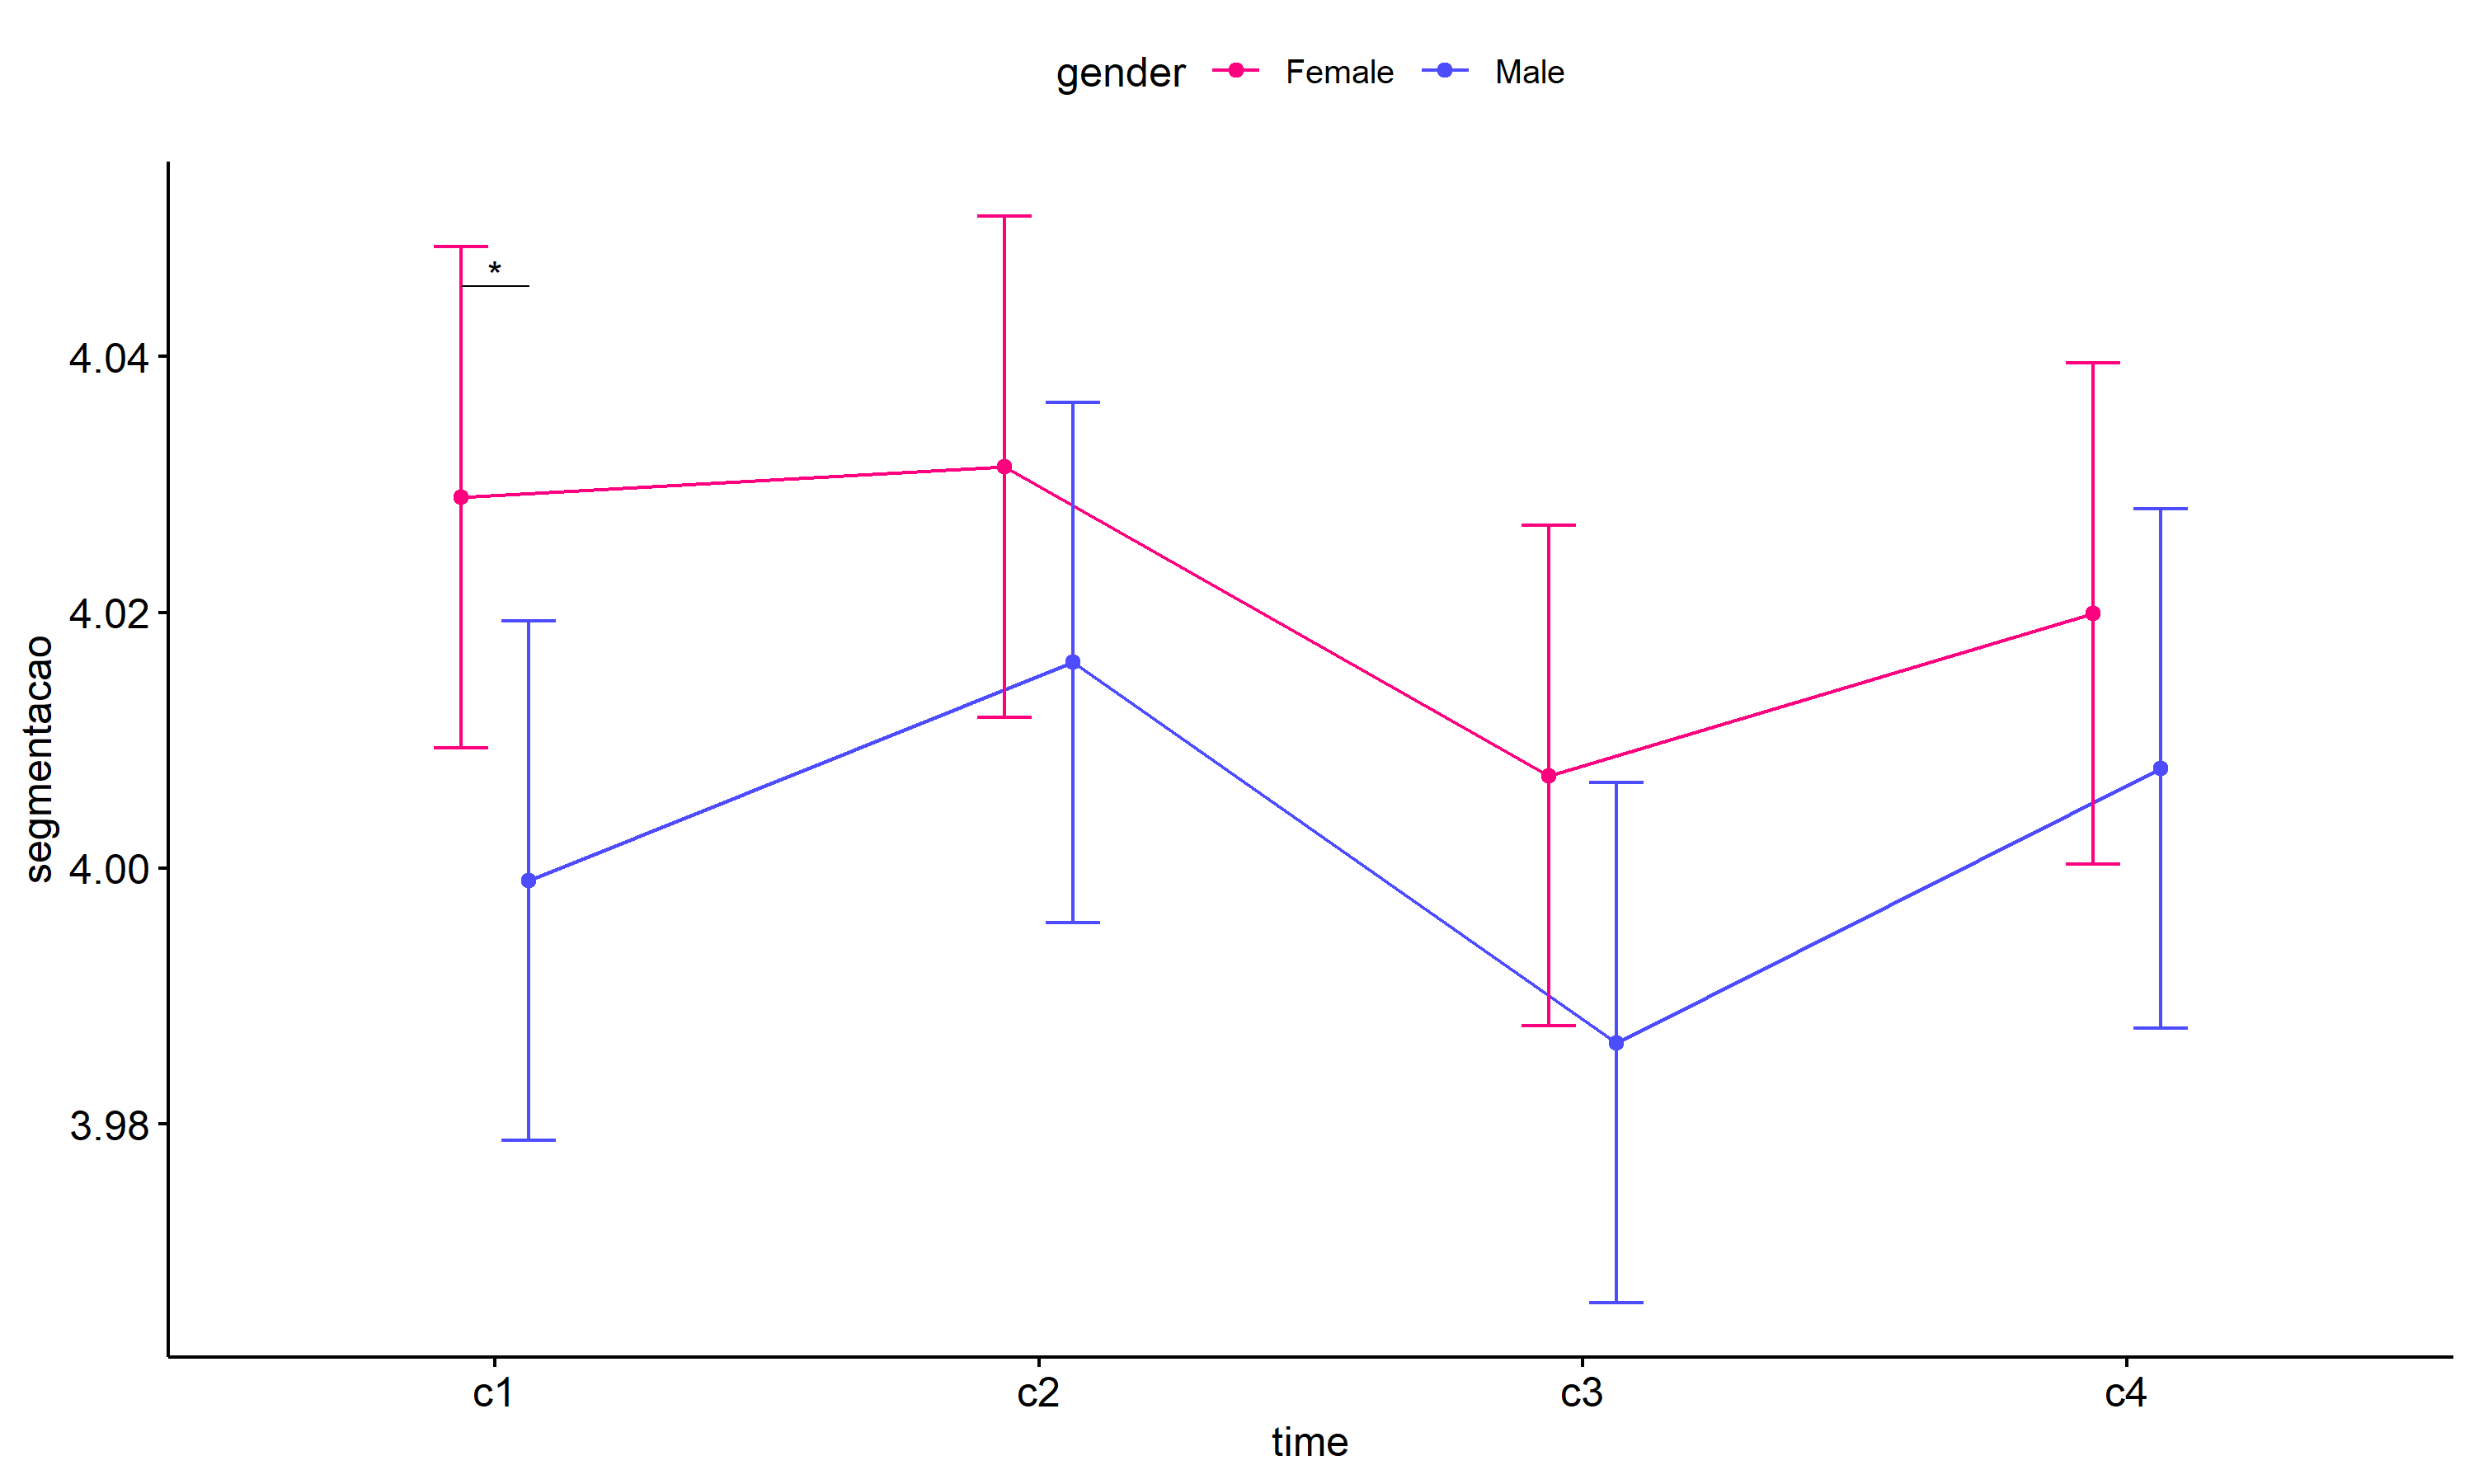 gender Female Male
*
4.04
4.02
4.00
3.98
segmentacao
c1 c2 c3 c4
time